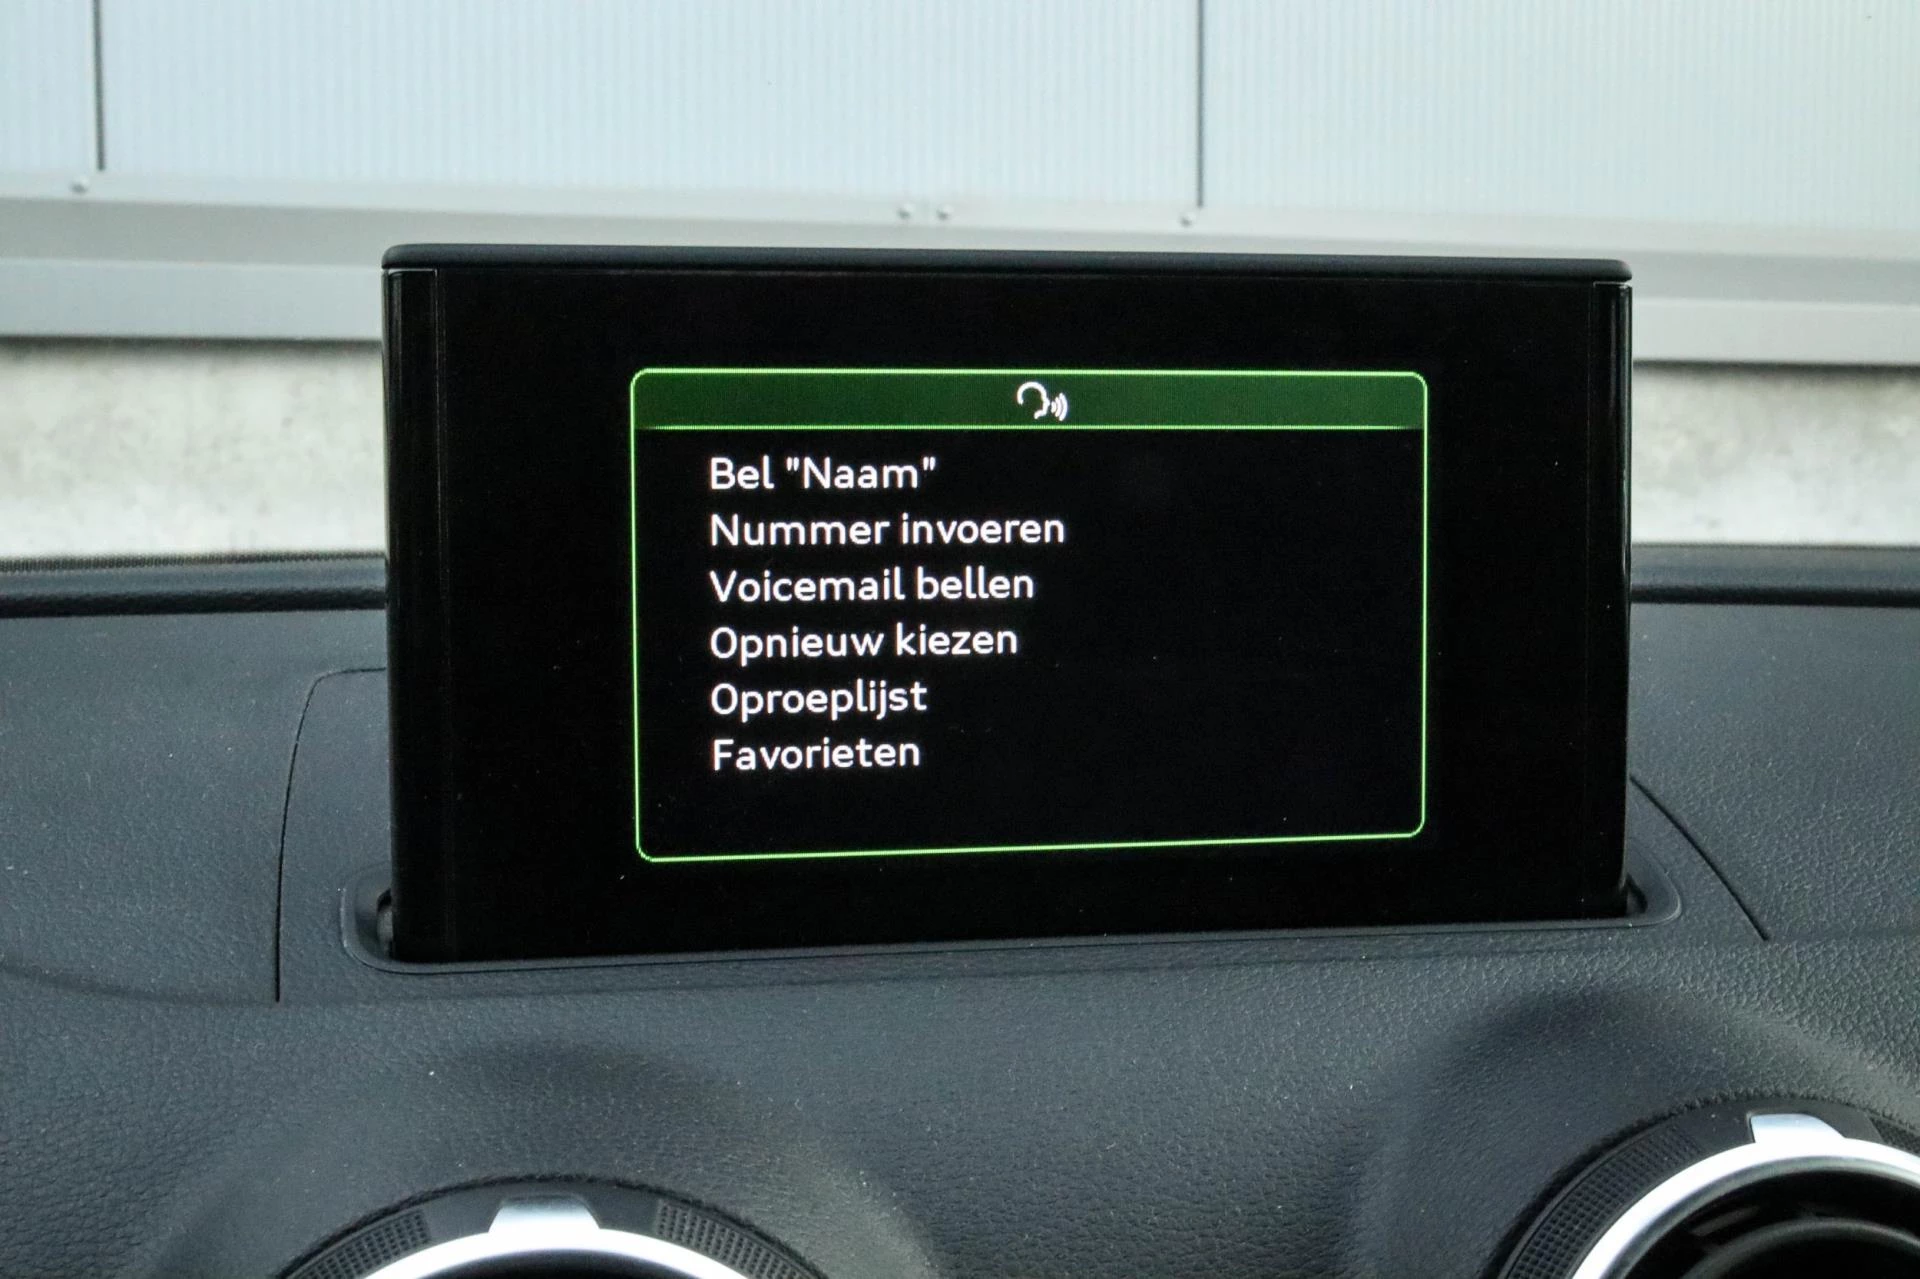 Bel "Naam"
Nummer invoeren
Voicemail bellen
Opnieuw kiezen
Oproeplijst
Favorieten